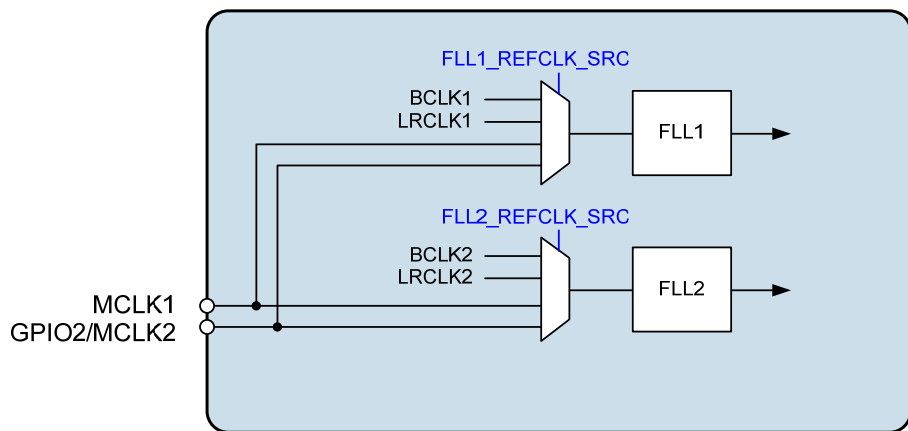 FLL1_REFCLK_SRC
BCLK1
LRCLK1
FLL1
FLL2_REFCLK_SRC
BCLK2
LRCLK2
FLL2
MCLK1
GPIO2/MCLK2